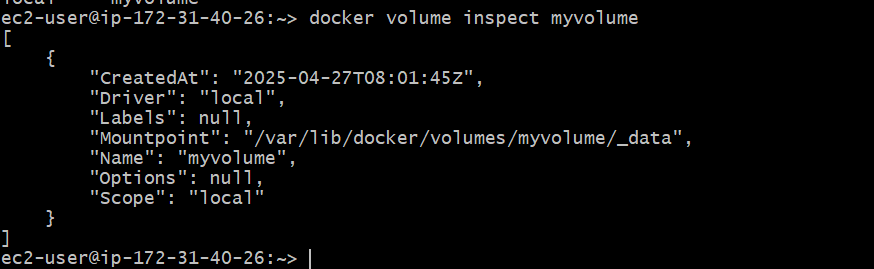 local     myvolume
ec2-user@ip-172-31-40-26:~> docker volume inspect myvolume
[
    {
        "CreatedAt": "2025-04-27T08:01:45Z",
        "Driver": "local",
        "Labels": null,
        "Mountpoint": "/var/lib/docker/volumes/myvolume/_data",
        "Name": "myvolume",
        "Options": null,
        "Scope": "local"
    }
]
ec2-user@ip-172-31-40-26:~>